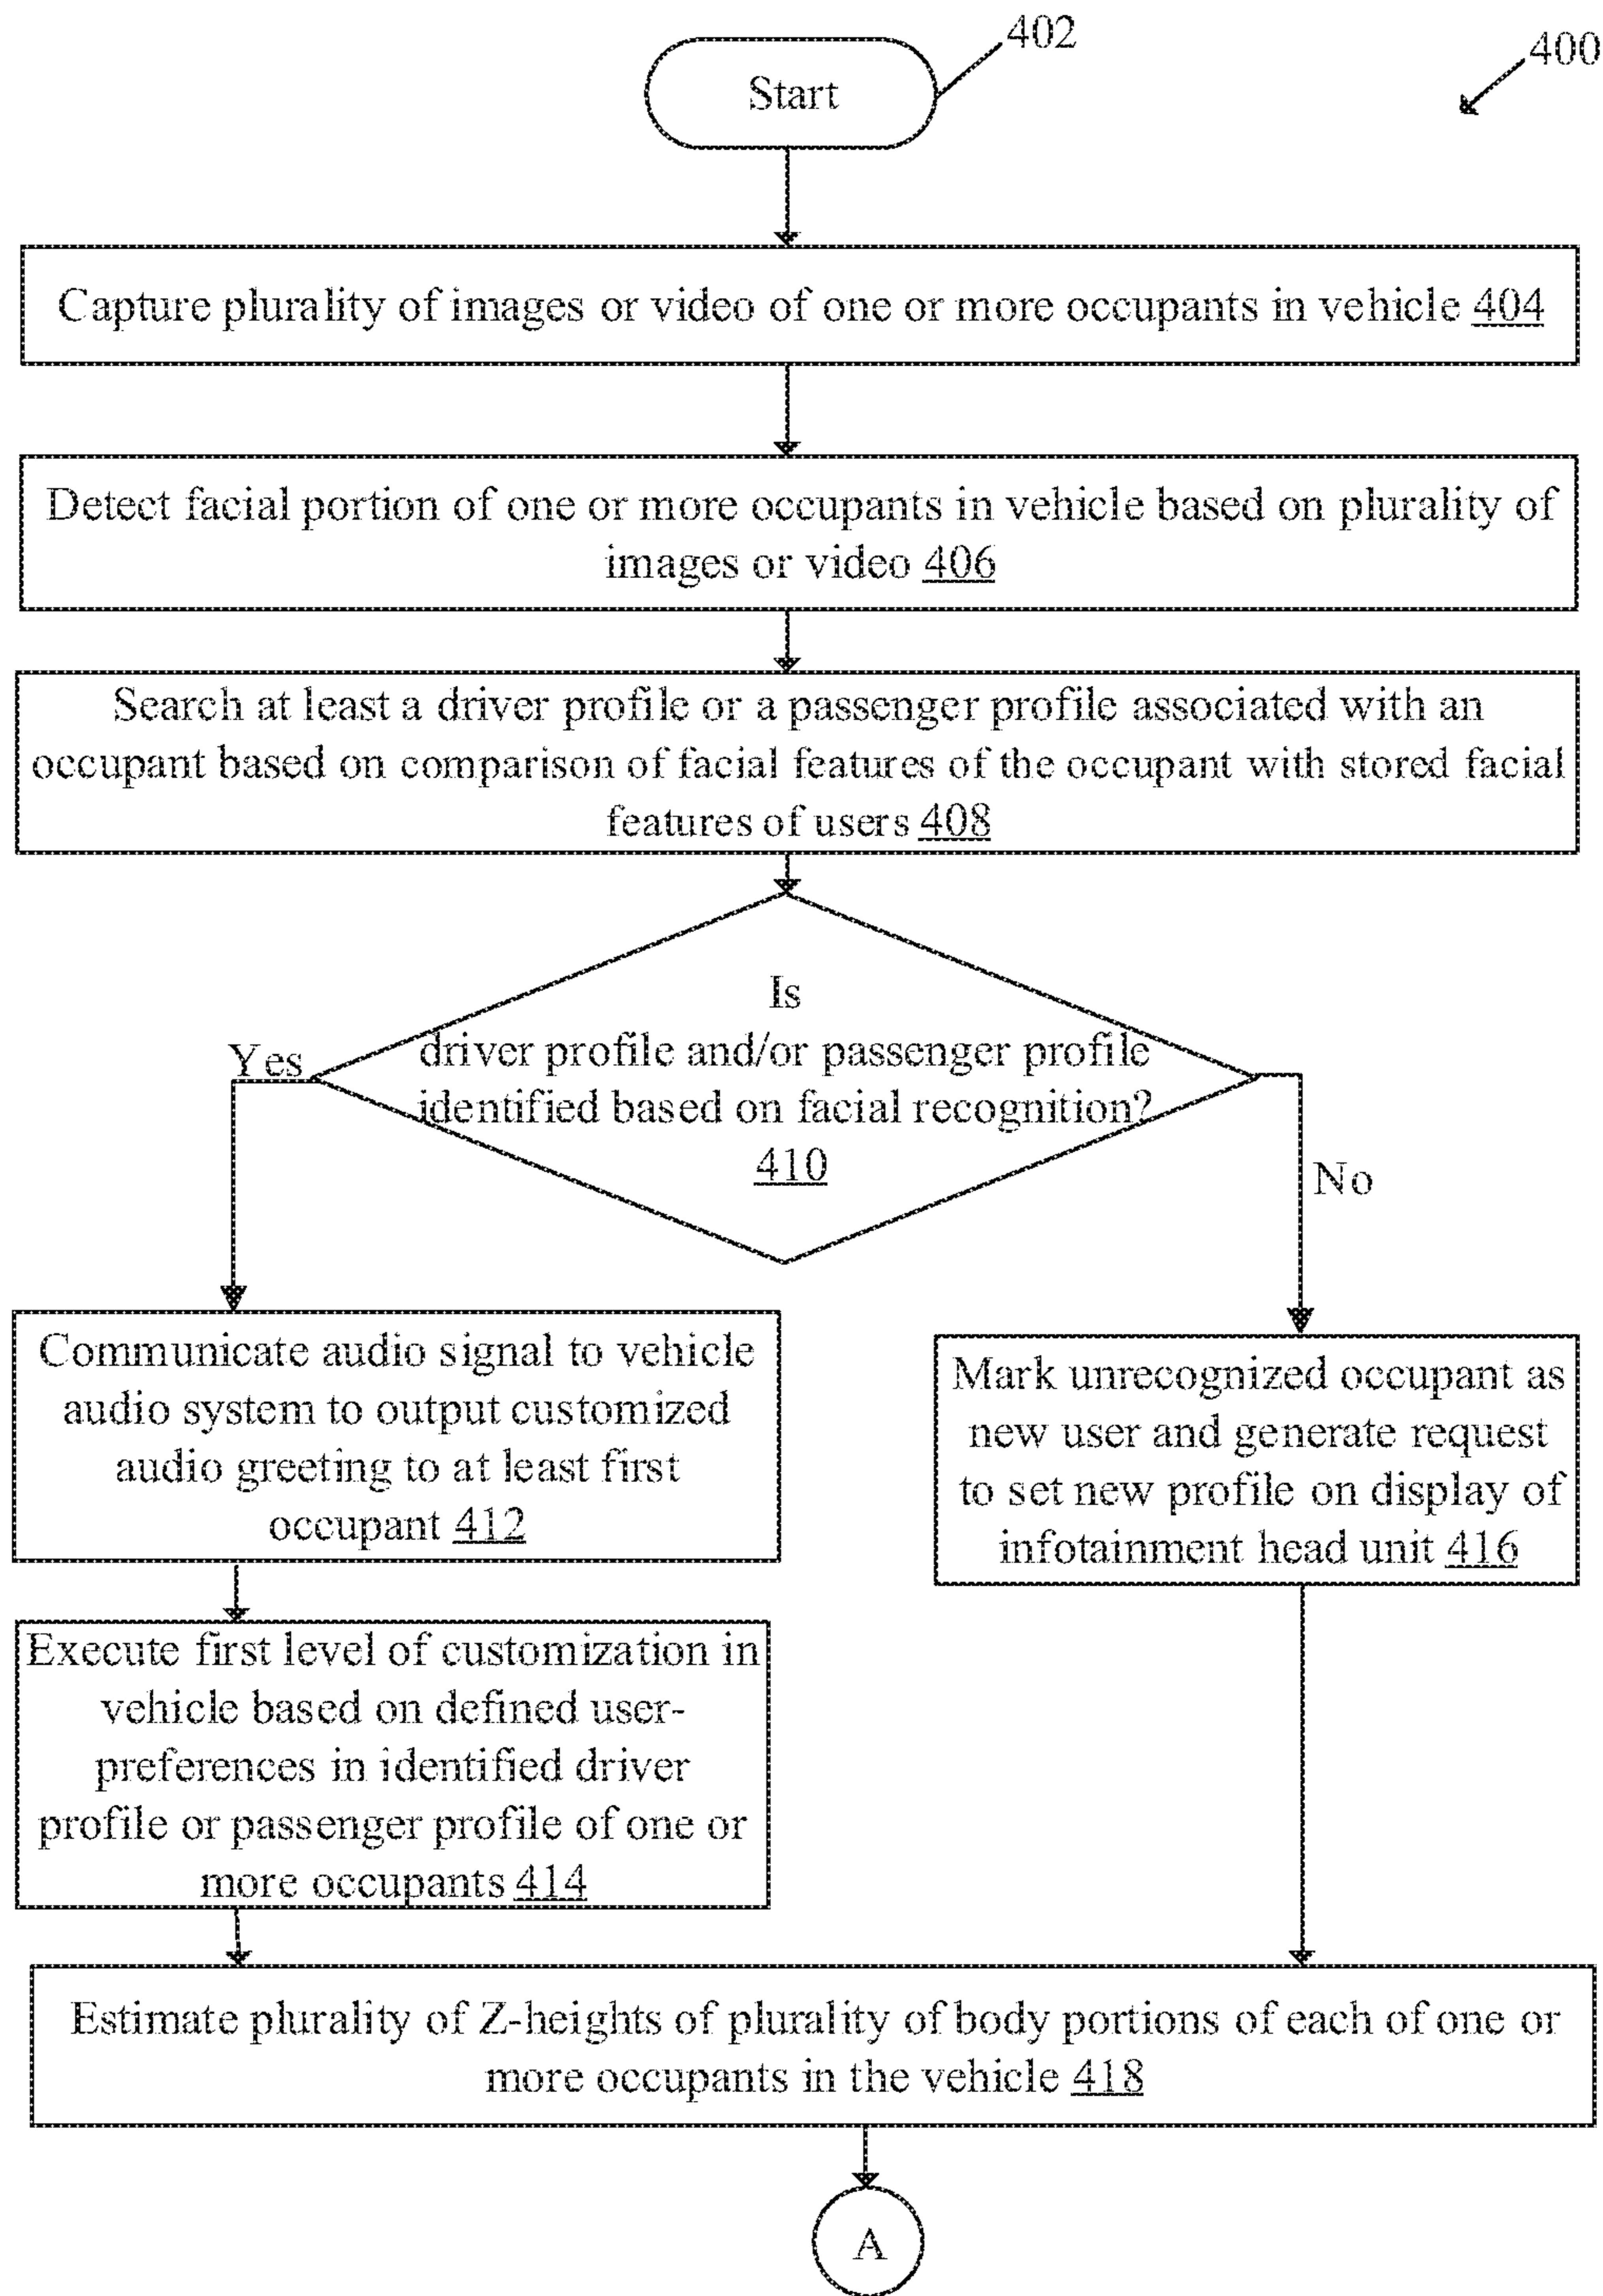 402
400
Start
Capture plurality of images or video of one or more occupants in vehicle 404
Detect facial portion of one or more occupants in vehicle based on plurality of
images or video 406
Search at least a driver profile or a passenger profile associated with an
occupant based on comparison of facial features of the occupant with stored facial
features of users 408
Is
driver profile and/or passenger profile
identified based on facial recognition?
410
Yes
No
Communicate audio signal to vehicle
audio system to output customized
audio greeting to at least first
occupant 412
Mark unrecognized occupant as
new user and generate request
to set new profile on display of
infotainment head unit 416
Execute first level of customization in
vehicle based on defined user-
preferences in identified driver
profile or passenger profile of one or
more occupants 414
Estimate plurality of Z-heights of plurality of body portions of each of one or
more occupants in the vehicle 418
A